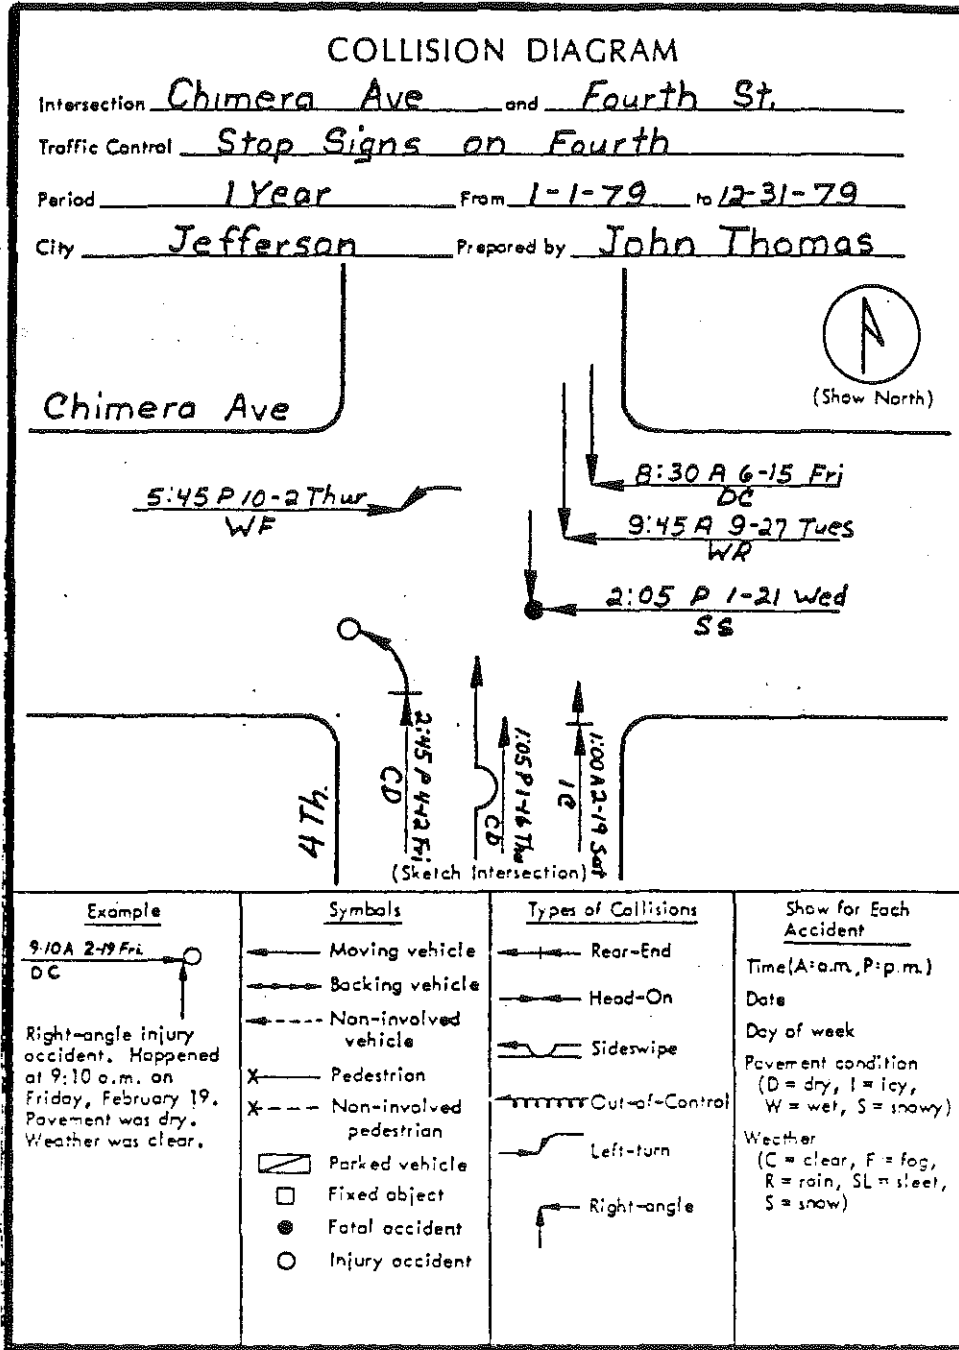 COLLISION DIAGRAM
Intersection Chimera Ave and Fourth St.
Traffic Control Stop Signs on Fourth
Period 1 Year From 1-1-79 to 12-31-79
City Jefferson Prepared by John Thomas
(Show North)
Chimera Ave
8:30 A 6-15 Fri
DC
5:45 P 10-2 Thur
WF
9:45 A 9-27 Tues
WR
2:05 P 1-21 Wed
SS
4Th.
2:45 P 4-12 Fri
CD
1:05 P 1-16 Thu
CD
1:00 A 2-19 Sat
IC
(Sketch Intersection)
Example
9:10A 2-19 Fri.
DC
Right-angle injury
accident. Happened
at 9:10 a.m. on
Friday, February 19.
Pavement was dry.
Weather was clear.
Symbols
Moving vehicle
Backing vehicle
Non-involved
vehicle
Pedestrian
Non-involved
pedestrian
Parked vehicle
Fixed object
Fatal accident
Injury accident
Types of Collisions
Rear-End
Head-On
Sideswipe
Out-of-Control
Left-turn
Right-angle
Show for Each
Accident
Time (A=a.m., P=p.m.)
Date
Day of week
Pavement condition
(D = dry, I = icy,
W = wet, S = snowy)
Weather
(C = clear, F = fog,
R = rain, SL = sleet,
S = snow)